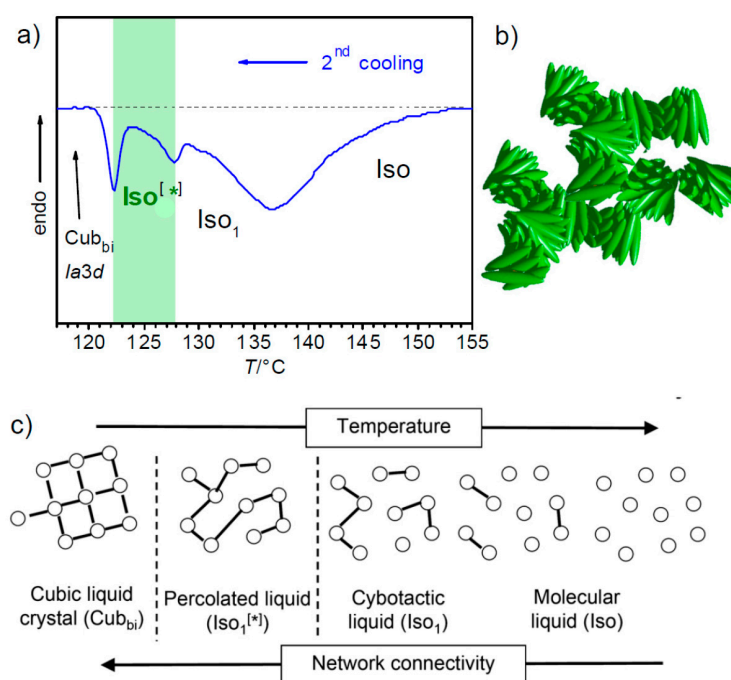 a)
2nd cooling
endo
Iso[*]
Iso1
Iso
Cubbi
Ia3d
120 125 130 135 140 145 150 155
T/°C
b)
c)
Temperature
Cubic liquid
crystal (Cubbi)
Percolated liquid
(Iso1[*])
Cybotactic
liquid (Iso1)
Molecular
liquid (Iso)
Network connectivity